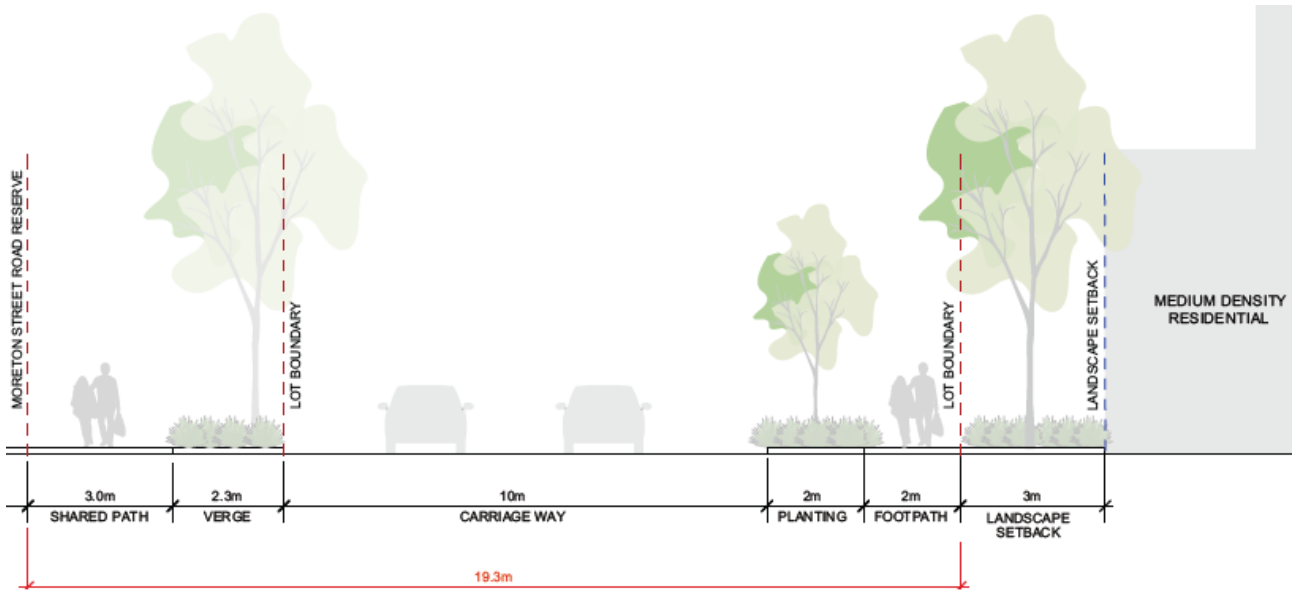 MORETON STREET ROAD RESERVE
LOT BOUNDARY
LOT BOUNDARY
LANDSCAPE SETBACK
MEDIUM DENSITY
RESIDENTIAL
3.0m
2.3m
10m
2m
2m
3m
SHARED PATH
VERGE
CARRIAGE WAY
PLANTING
FOOTPATH
LANDSCAPE
SETBACK
19.3m